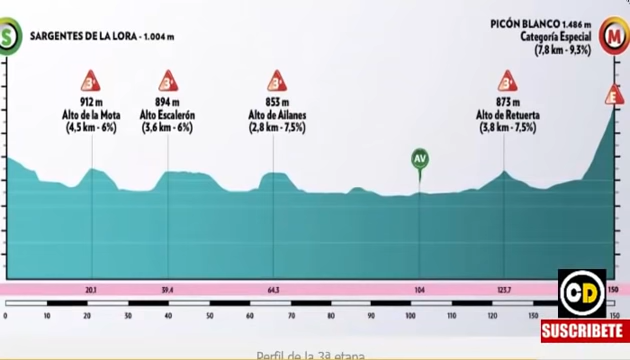 S
SARGENTES DE LA LORA - 1.004 m
PICÓN BLANCO 1.486 m
Categoría Especial
(7,8 km - 9,3%)
M
3ª
912 m
Alto de la Mota
(4,5 km - 6%)
3ª
894 m
Alto Escalerón
(3,6 km - 6%)
3ª
853 m
Alto de Ailanes
(2,8 km - 7,5%)
AV
3ª
873 m
Alto de Retuerta
(3,8 km - 7,5%)
E
20,1 39,4 64,3 104 123,7 150
0 10 20 30 40 50 60 70 80 90 100 110 120 130 140 150
CD
SUSCRIBETE
Perfil de la 3ª etapa